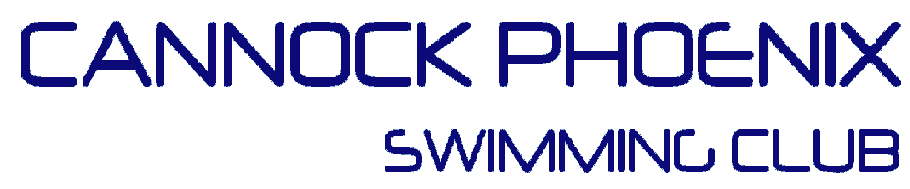 CANNOCK PHOENIX
SWIMMING CLUB